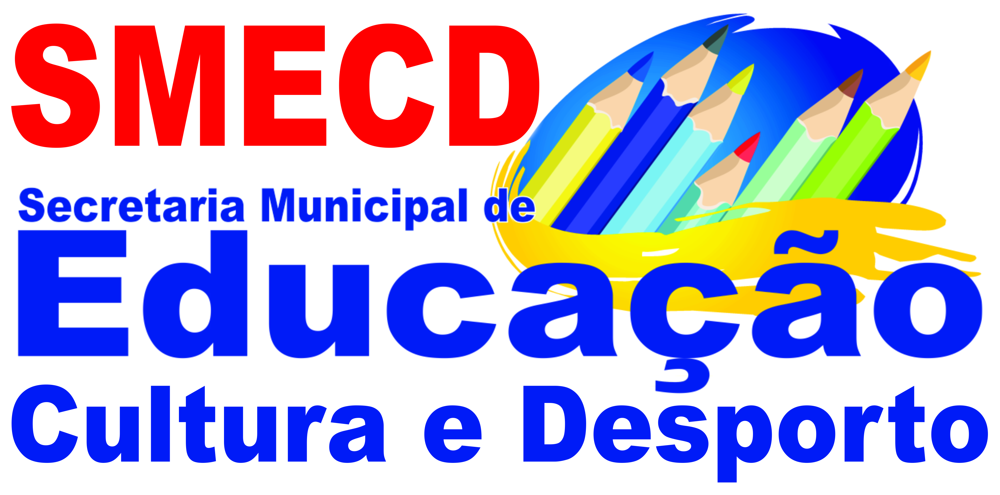 SMECD
Secretaria Municipal de
Educação
Cultura e Desporto